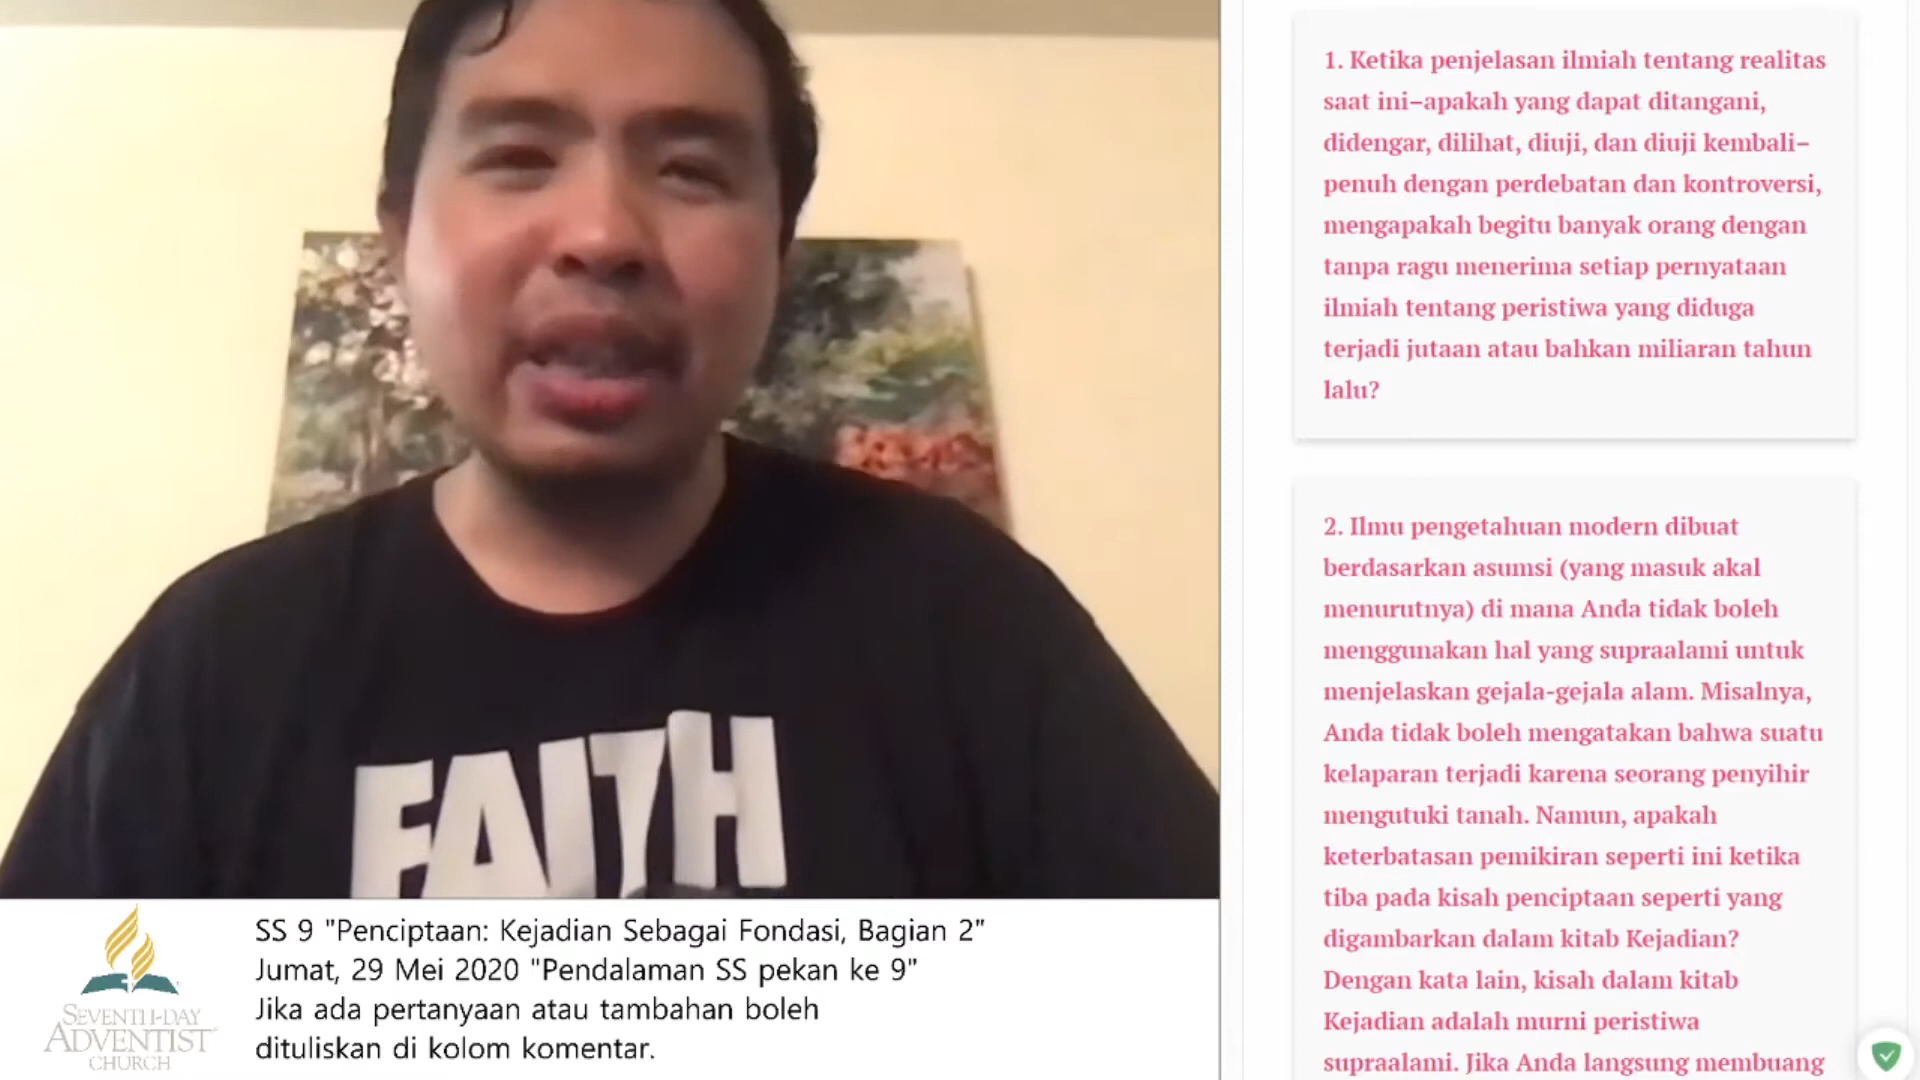 FAITH
SEVENTH-DAY
ADVENTIST
CHURCH
SS 9 "Penciptaan: Kejadian Sebagai Fondasi, Bagian 2"
Jumat, 29 Mei 2020 "Pendalaman SS pekan ke 9"
Jika ada pertanyaan atau tambahan boleh
dituliskan di kolom komentar.
1. Ketika penjelasan ilmiah tentang realitas
saat ini–apakah yang dapat ditangani,
didengar, dilihat, diuji, dan diuji kembali–
penuh dengan perdebatan dan kontroversi,
mengapakah begitu banyak orang dengan
tanpa ragu menerima setiap pernyataan
ilmiah tentang peristiwa yang diduga
terjadi jutaan atau bahkan miliaran tahun
lalu?
2. Ilmu pengetahuan modern dibuat
berdasarkan asumsi (yang masuk akal
menurutnya) di mana Anda tidak boleh
menggunakan hal yang supraalami untuk
menjelaskan gejala-gejala alam. Misalnya,
Anda tidak boleh mengatakan bahwa suatu
kelaparan terjadi karena seorang penyihir
mengutuki tanah. Namun, apakah
keterbatasan pemikiran seperti ini ketika
tiba pada kisah penciptaan seperti yang
digambarkan dalam kitab Kejadian?
Dengan kata lain, kisah dalam kitab
Kejadian adalah murni peristiwa
supraalami. Jika Anda langsung membuang